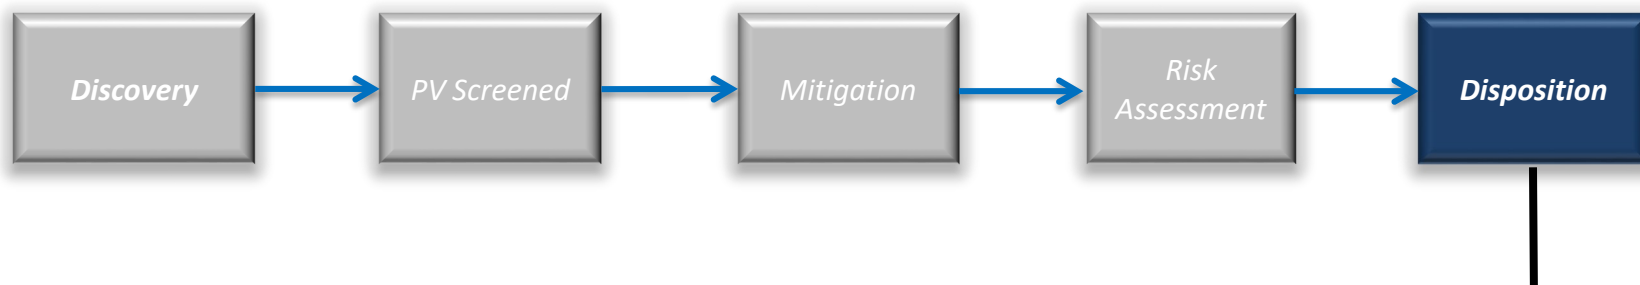 Discovery
PV Screened
Mitigation
Risk
Assessment
Disposition